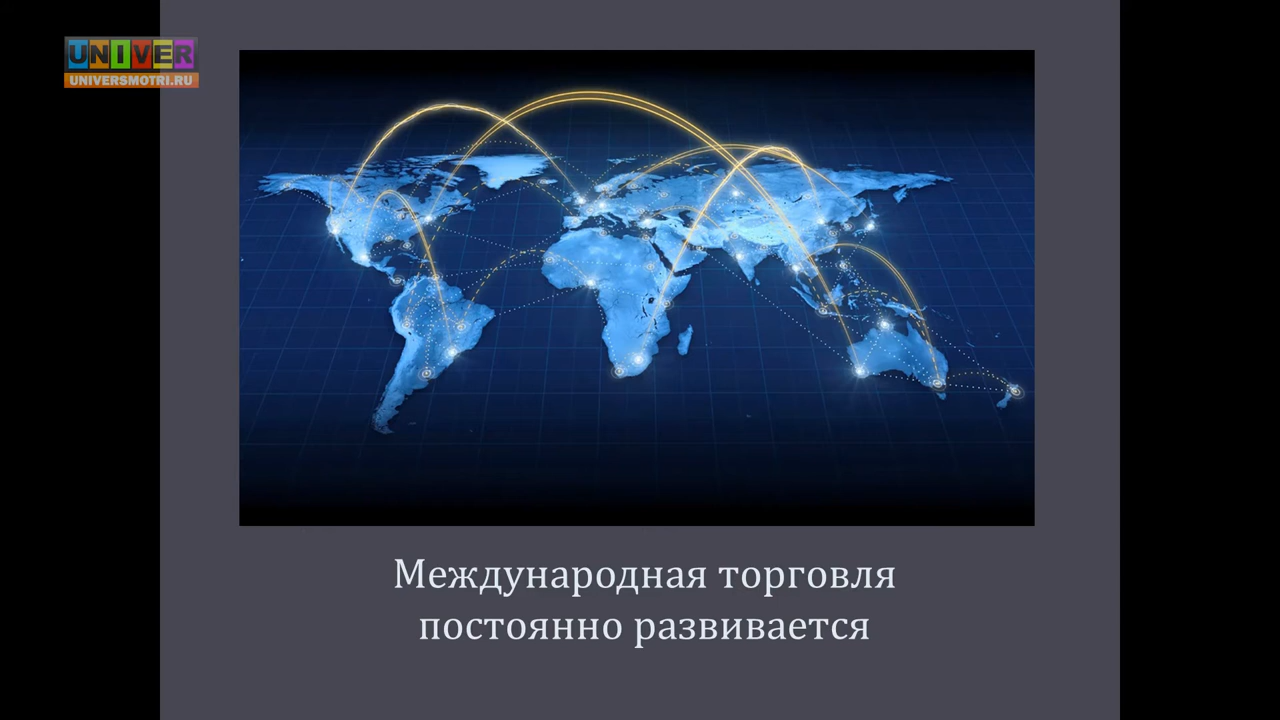 UNIVER
UNIVERSMOTRI.RU
Международная торговля
постоянно развивается